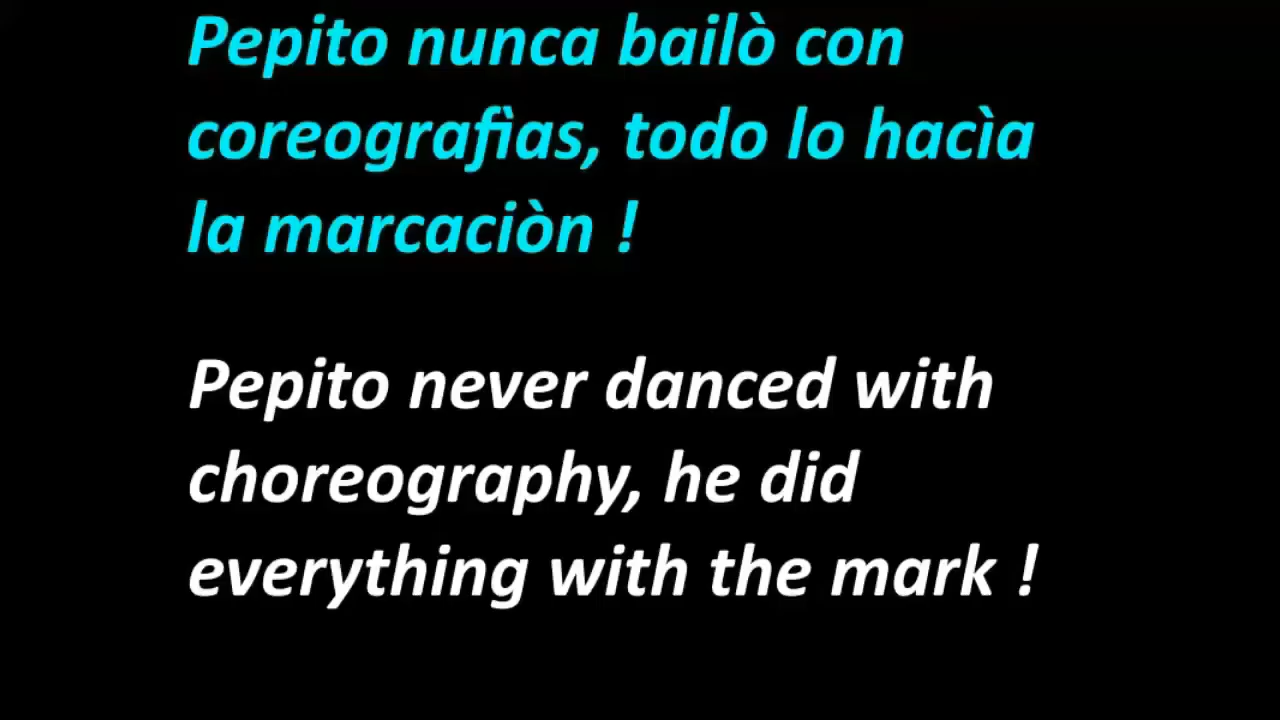 Pepito nunca bailò con
coreografìas, todo lo hacìa
la marcaciòn !
Pepito never danced with
choreography, he did
everything with the mark !